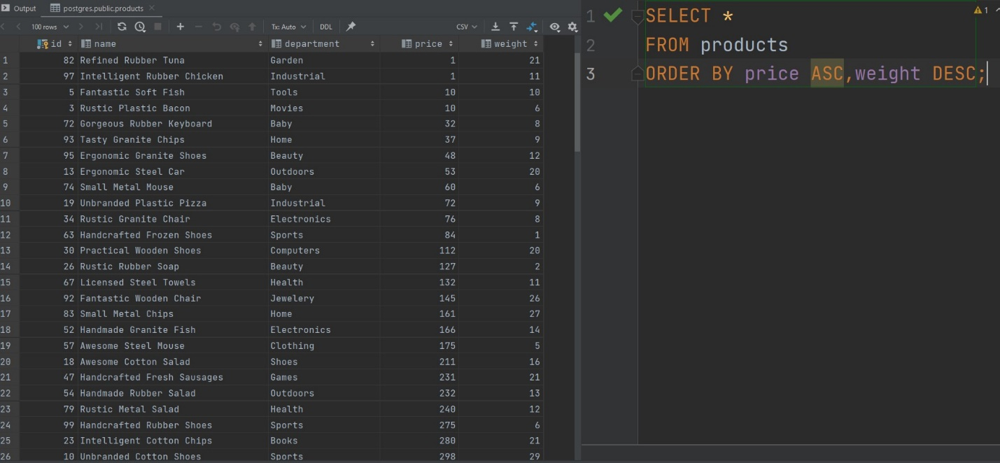 Output postgres.public.products
100 rows Tx: Auto DDL CSV
id name department price weight
1 82 Refined Rubber Tuna Garden 1 21
2 97 Intelligent Rubber Chicken Industrial 1 11
3 5 Fantastic Soft Fish Tools 10 10
4 3 Rustic Plastic Bacon Movies 10 6
5 72 Gorgeous Rubber Keyboard Baby 32 8
6 93 Tasty Granite Chips Home 37 9
7 95 Ergonomic Granite Shoes Beauty 48 12
8 13 Ergonomic Steel Car Outdoors 53 20
9 74 Small Metal Mouse Baby 60 6
10 19 Unbranded Plastic Pizza Industrial 72 9
11 34 Rustic Granite Chair Electronics 76 8
12 63 Handcrafted Frozen Shoes Sports 84 1
13 30 Practical Wooden Shoes Computers 112 20
14 26 Rustic Rubber Soap Beauty 127 2
15 67 Licensed Steel Towels Health 132 11
16 92 Fantastic Wooden Chair Jewelery 145 26
17 83 Small Metal Chips Home 161 27
18 52 Handmade Granite Fish Electronics 166 14
19 57 Awesome Steel Mouse Clothing 175 5
20 18 Awesome Cotton Salad Shoes 211 16
21 47 Handcrafted Fresh Sausages Games 231 21
22 54 Handmade Rubber Salad Outdoors 232 13
23 79 Rustic Metal Salad Health 240 12
24 99 Handcrafted Rubber Shoes Sports 275 6
25 23 Intelligent Cotton Chips Books 280 21
26 10 Unbranded Cotton Shoes Sports 298 29
1 SELECT * 1
2 FROM products
3 ORDER BY price ASC,weight DESC;